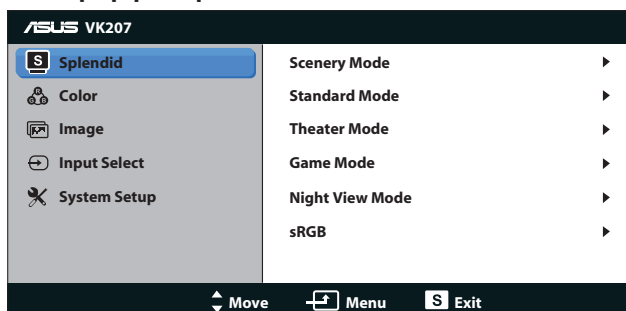 ASUS VK207
S Splendid
Color
Image
Input Select
System Setup
Scenery Mode
Standard Mode
Theater Mode
Game Mode
Night View Mode
sRGB
Move Menu S Exit